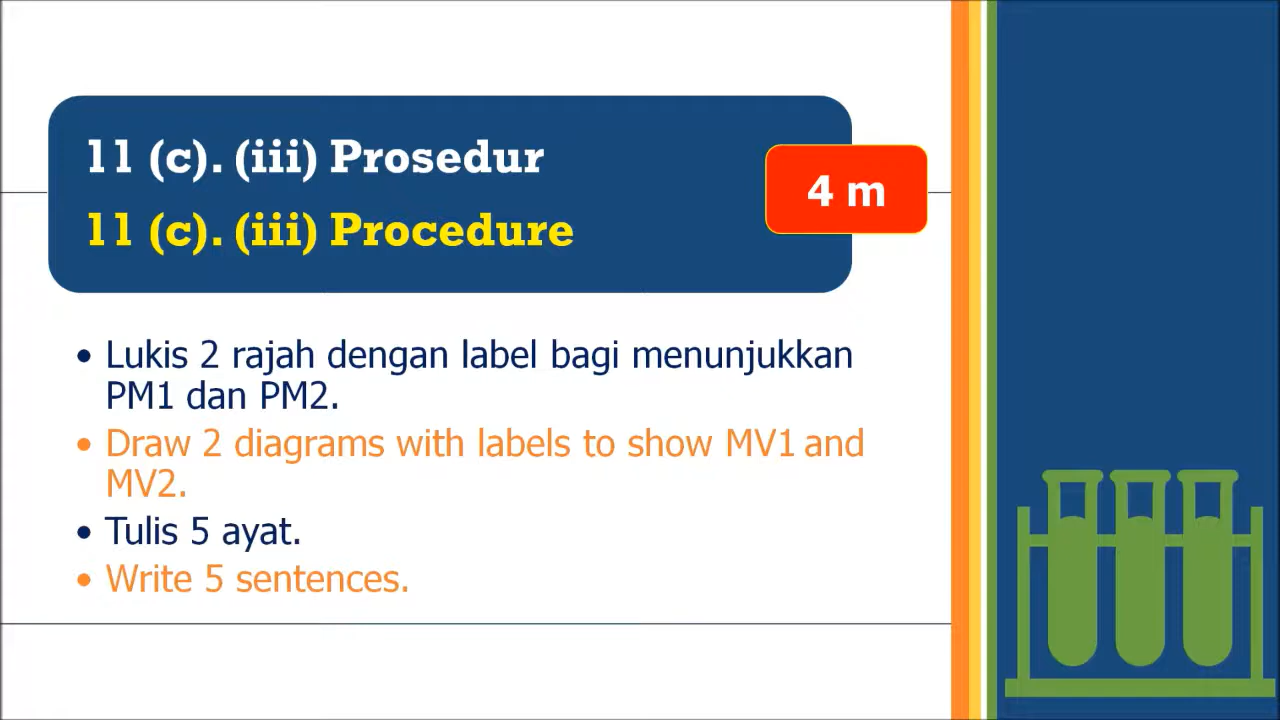 11 (c). (iii) Prosedur
11 (c). (iii) Procedure
4 m
• Lukis 2 rajah dengan label bagi menunjukkan
PM1 dan PM2.
• Draw 2 diagrams with labels to show MV1 and
MV2.
• Tulis 5 ayat.
• Write 5 sentences.